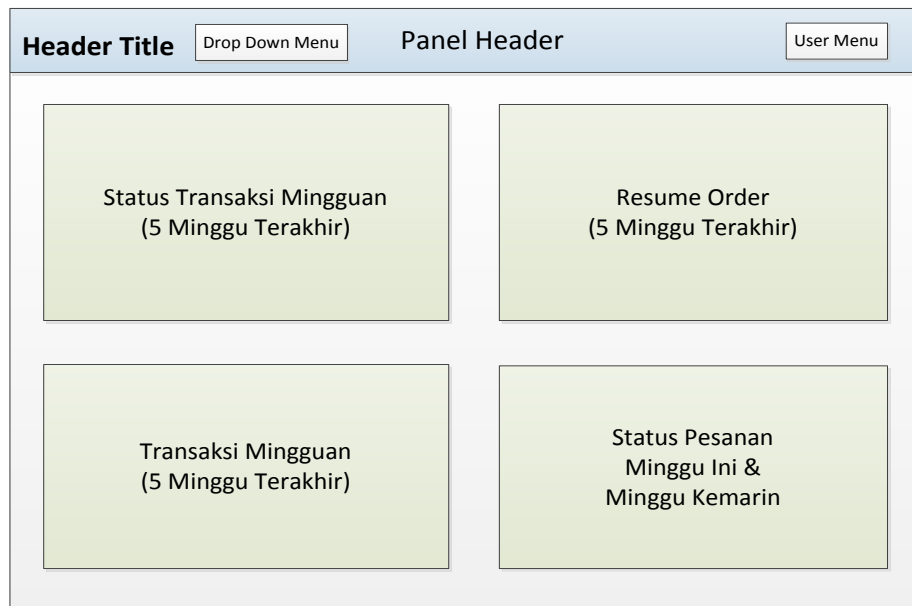 Header Title
Drop Down Menu
Panel Header
User Menu
Status Transaksi Mingguan
(5 Minggu Terakhir)
Resume Order
(5 Minggu Terakhir)
Transaksi Mingguan
(5 Minggu Terakhir)
Status Pesanan
Minggu Ini &
Minggu Kemarin